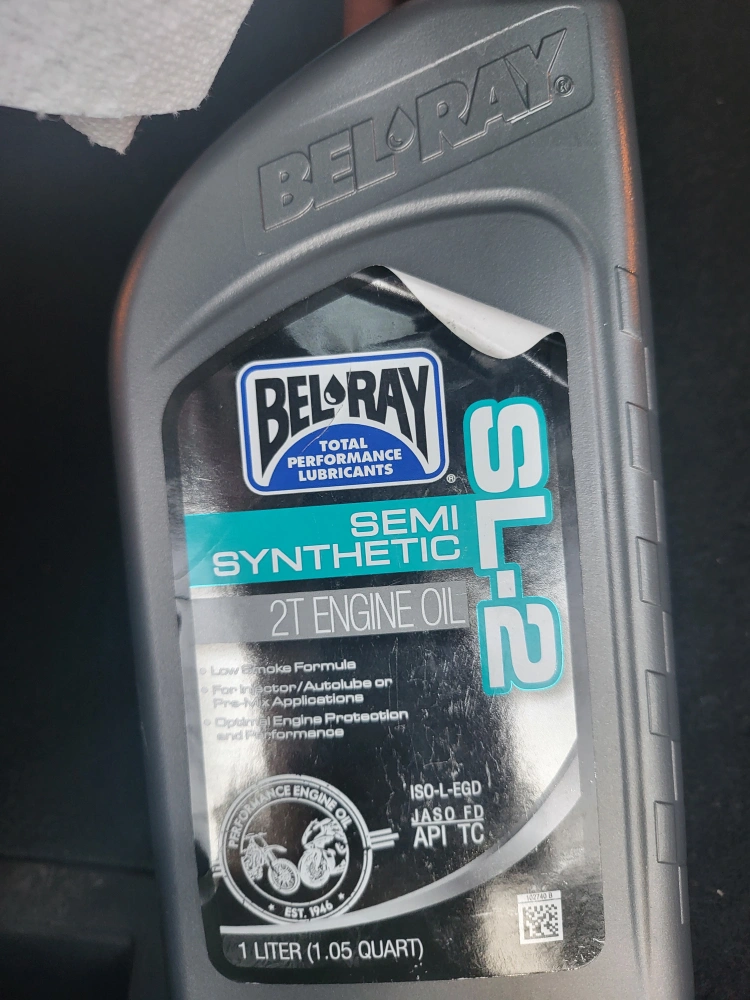 BEL-RAY®
BEL-RAY
TOTAL
PERFORMANCE
LUBRICANTS
®
SL-2
SEMI
SYNTHETIC
2T ENGINE OIL
• Low Smoke Formula
• For Injector/Autolube or
Pre-Mix Applications
• Optimal Engine Protection
and Performance
PERFORMANCE ENGINE OIL
★ EST. 1946 ★
ISO-L-EGD
JASO FD
API TC
1 LITER (1.05 QUART)